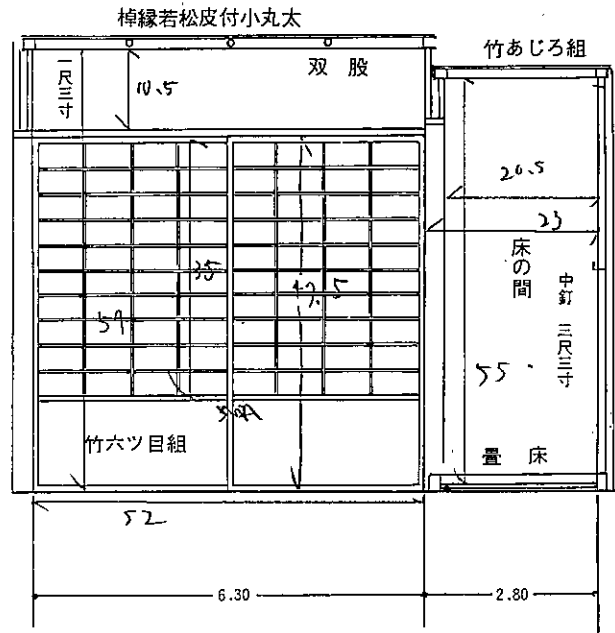 棹縁若松皮付小丸太
竹あじろ組
双股
一尺三寸
10.5
20.5
23
床の間
中釘 三尺三寸
35
57
55
竹六ツ目組
畳床
52
6.30
2.80